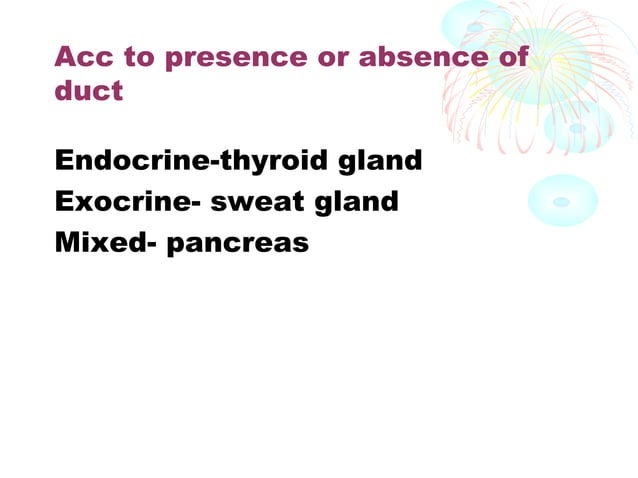 Acc to presence or absence of
duct
Endocrine-thyroid gland
Exocrine- sweat gland
Mixed- pancreas